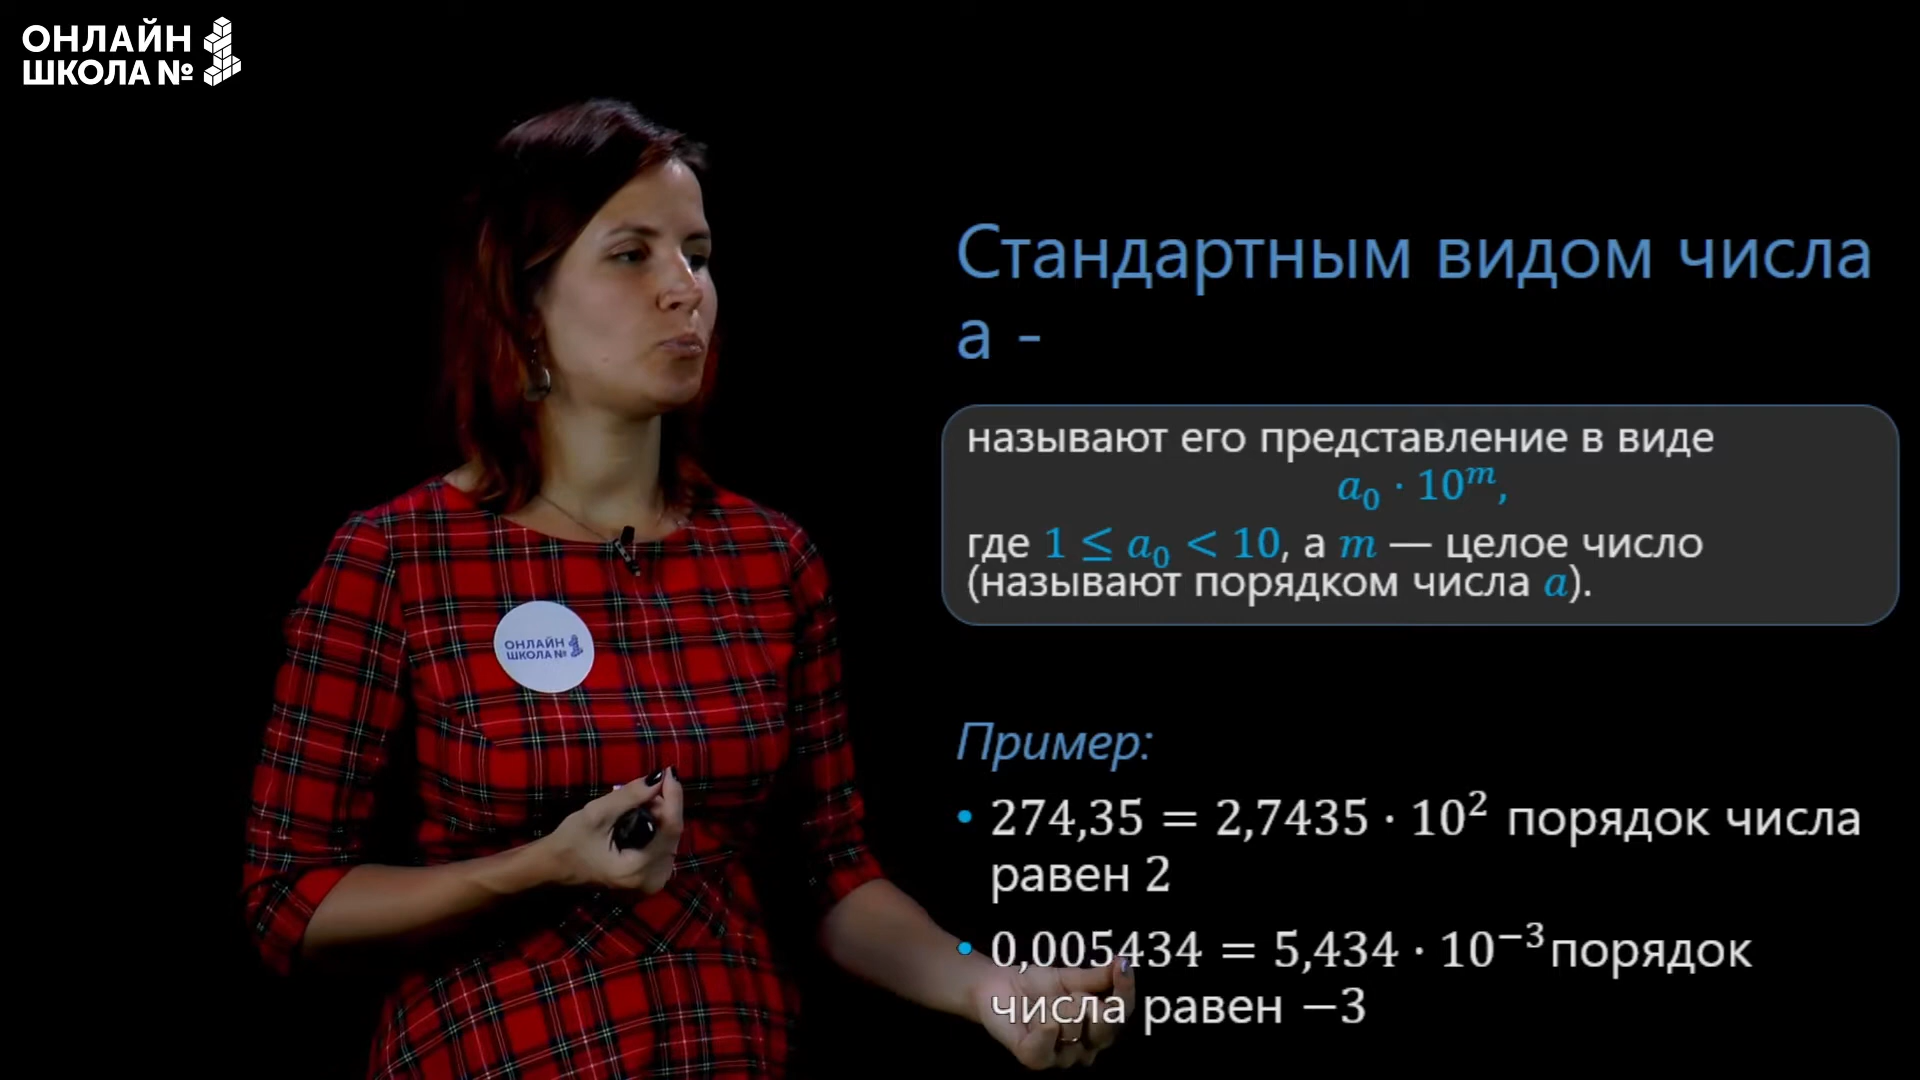 ОНЛАЙН
ШКОЛА №
Стандартным видом числа
а -
называют его представление в виде
a₀ · 10ᵐ,
где 1 ≤ a₀ < 10, а m — целое число
(называют порядком числа a).
ОНЛАЙН
ШКОЛА №
Пример:
• 274,35 = 2,7435 · 10² порядок числа
равен 2
• 0,005434 = 5,434 · 10⁻³ порядок
числа равен −3